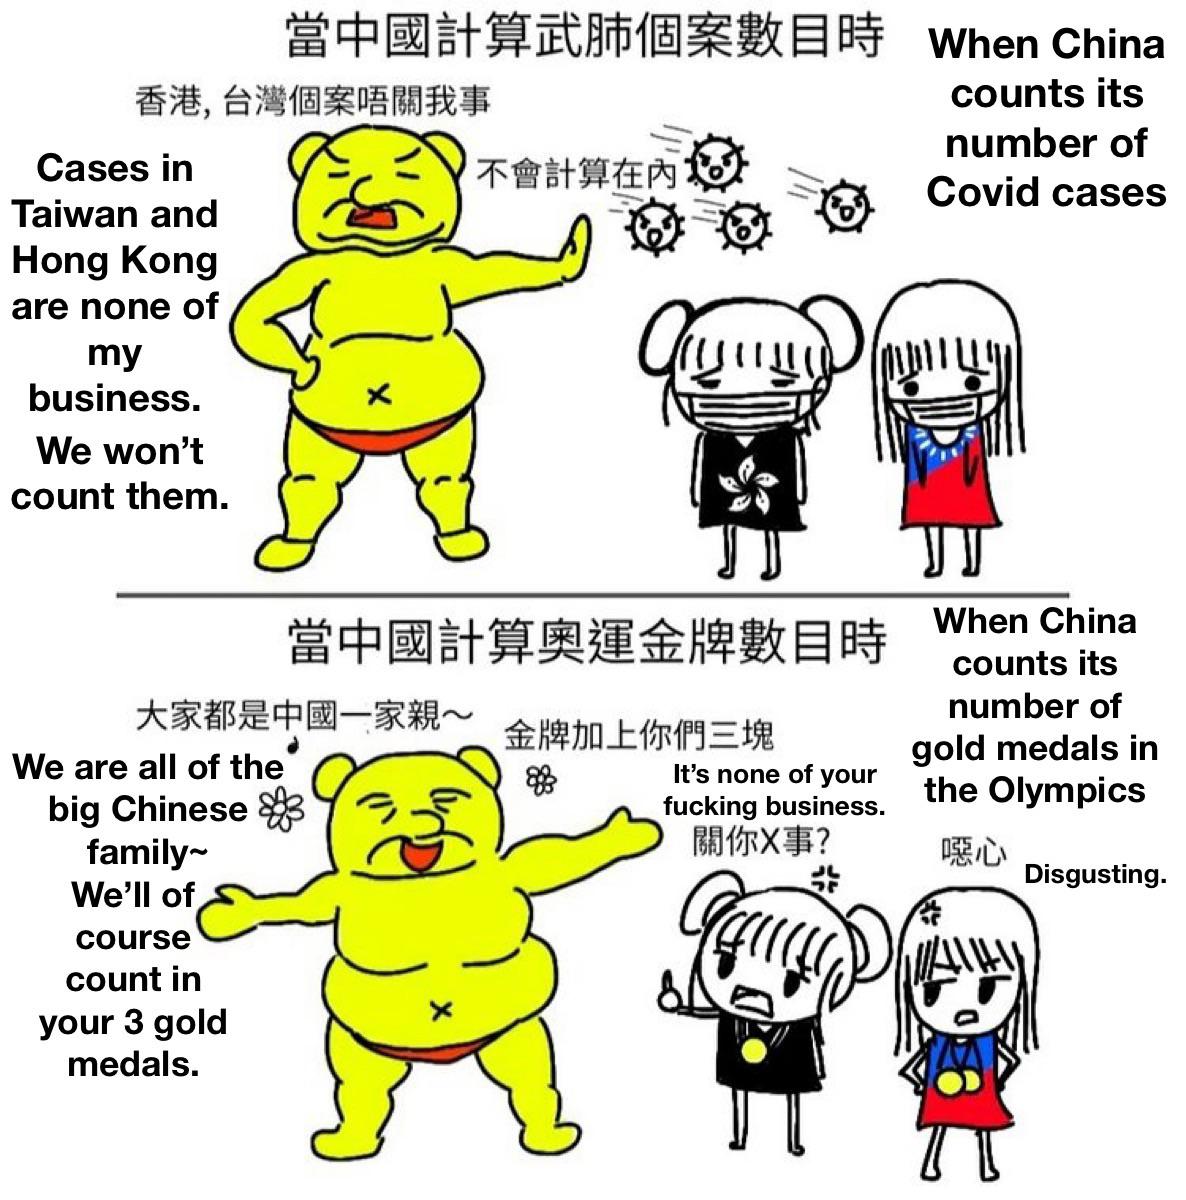 當中國計算武肺個案數目時
When China
counts its
number of
Covid cases
香港, 台灣個案唔關我事
不會計算在內
Cases in
Taiwan and
Hong Kong
are none of
my
business.
We won't
count them.
當中國計算奧運金牌數目時
When China
counts its
number of
gold medals in
the Olympics
大家都是中國一家親～
金牌加上你們三塊
We are all of the
big Chinese
family~
We'll of
course
count in
your 3 gold
medals.
It's none of your
fucking business.
關你X事?
噁心
Disgusting.